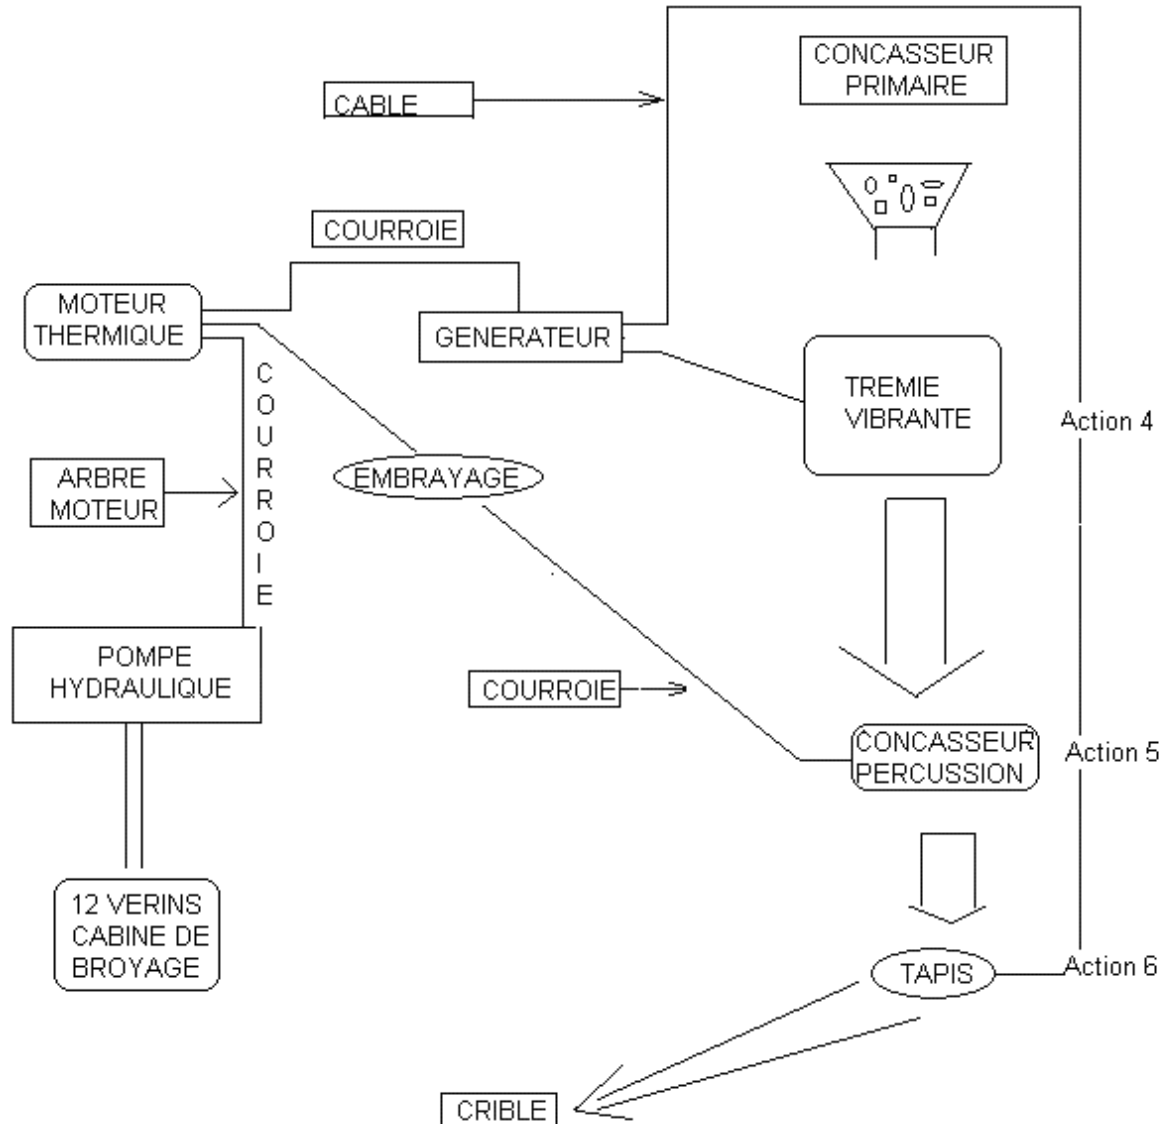 CONCASSEUR
PRIMAIRE
CABLE
COURROIE
MOTEUR
THERMIQUE
GENERATEUR
TREMIE
VIBRANTE
Action 4
COURROIE
ARBRE
MOTEUR
EMBRAYAGE
POMPE
HYDRAULIQUE
COURROIE
CONCASSEUR
PERCUSSION
Action 5
12 VERINS
CABINE DE
BROYAGE
TAPIS
Action 6
CRIBLE